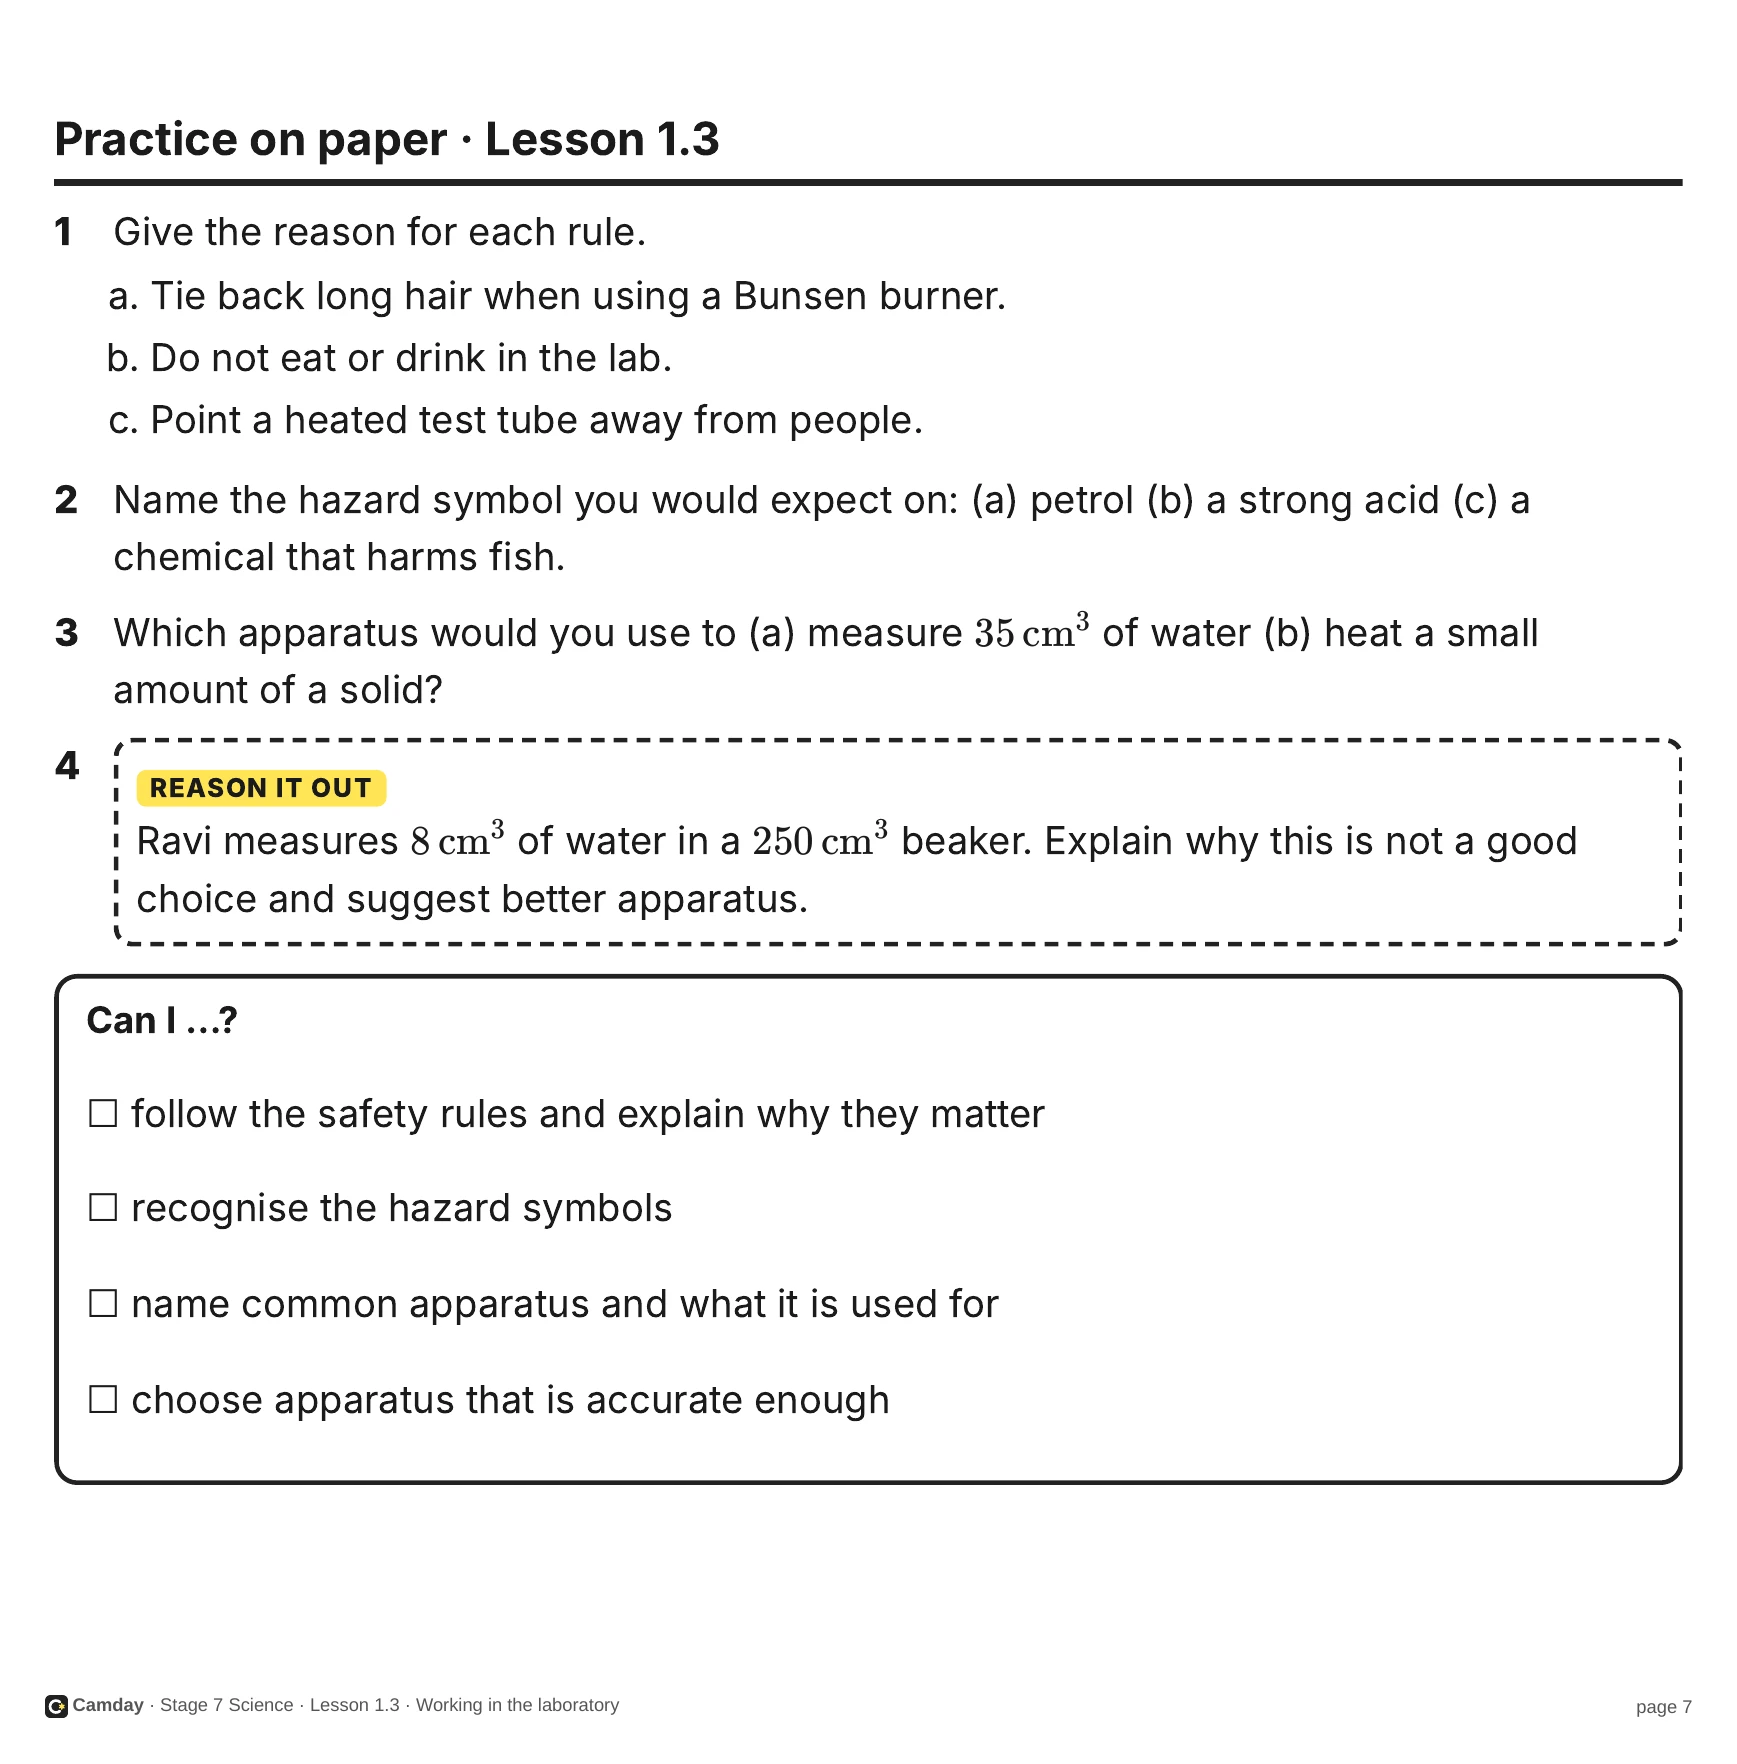 Practice on paper · Lesson 1.3
1 Give the reason for each rule.
a. Tie back long hair when using a Bunsen burner.
b. Do not eat or drink in the lab.
c. Point a heated test tube away from people.
2 Name the hazard symbol you would expect on: (a) petrol (b) a strong acid (c) a
chemical that harms fish.
3 Which apparatus would you use to (a) measure 35 cm³ of water (b) heat a small
amount of a solid?
4
REASON IT OUT
Ravi measures 8 cm³ of water in a 250 cm³ beaker. Explain why this is not a good
choice and suggest better apparatus.
Can I …?
☐ follow the safety rules and explain why they matter
☐ recognise the hazard symbols
☐ name common apparatus and what it is used for
☐ choose apparatus that is accurate enough
Camday · Stage 7 Science · Lesson 1.3 · Working in the laboratory
page 7